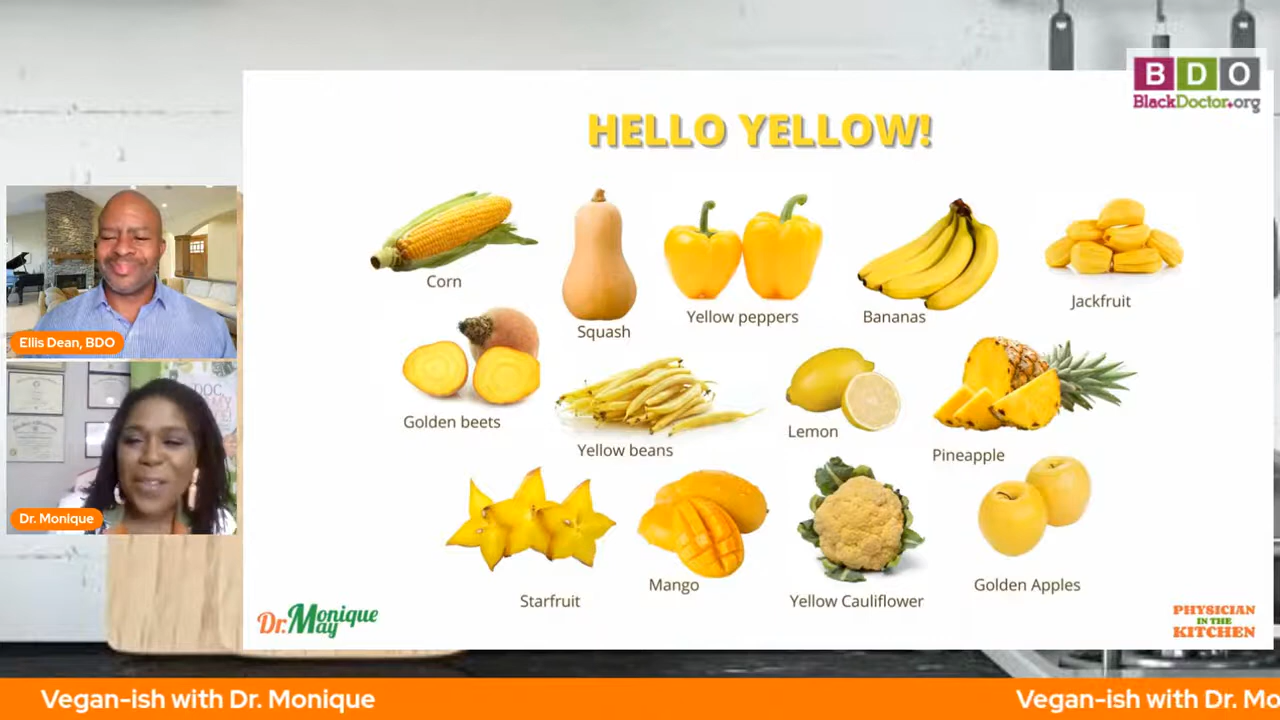 B D O
BlackDoctor.org
HELLO YELLOW!
Corn
Squash
Yellow peppers
Bananas
Jackfruit
Ellis Dean, BDO
Golden beets
Yellow beans
Lemon
Pineapple
DOC
Dr. Monique
Starfruit
Mango
Yellow Cauliflower
Golden Apples
Dr. Monique May
PHYSICIAN
IN THE
KITCHEN
Vegan-ish with Dr. Monique
Vegan-ish with Dr. Mo